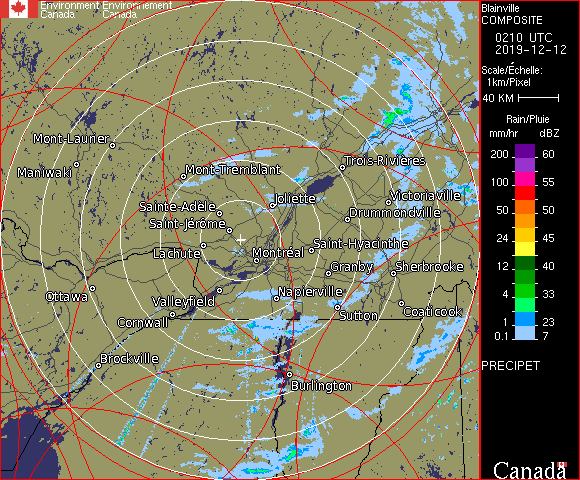 Environment Environnement
Canada Canada
Blainville
COMPOSITE
0210 UTC
2019-12-12
Scale/Échelle:
1km/Pixel
40 KM
Rain/Pluie
mm/hr dBZ
200 60
100 55
50 50
24 45
12 40
4 33
1 23
0.1 7
PRECIPET
Canada
Mont-Laurier
Maniwaki
Mont-Tremblant
Trois-Rivières
Joliette
Victoriaville
Sainte-Adèle
Drummondville
Saint-Jérôme
Lachute
Montréal
Saint-Hyacinthe
Granby
Sherbrooke
Ottawa
Valleyfield
Napierville
Cornwall
Sutton
Coaticook
Brockville
Burlington